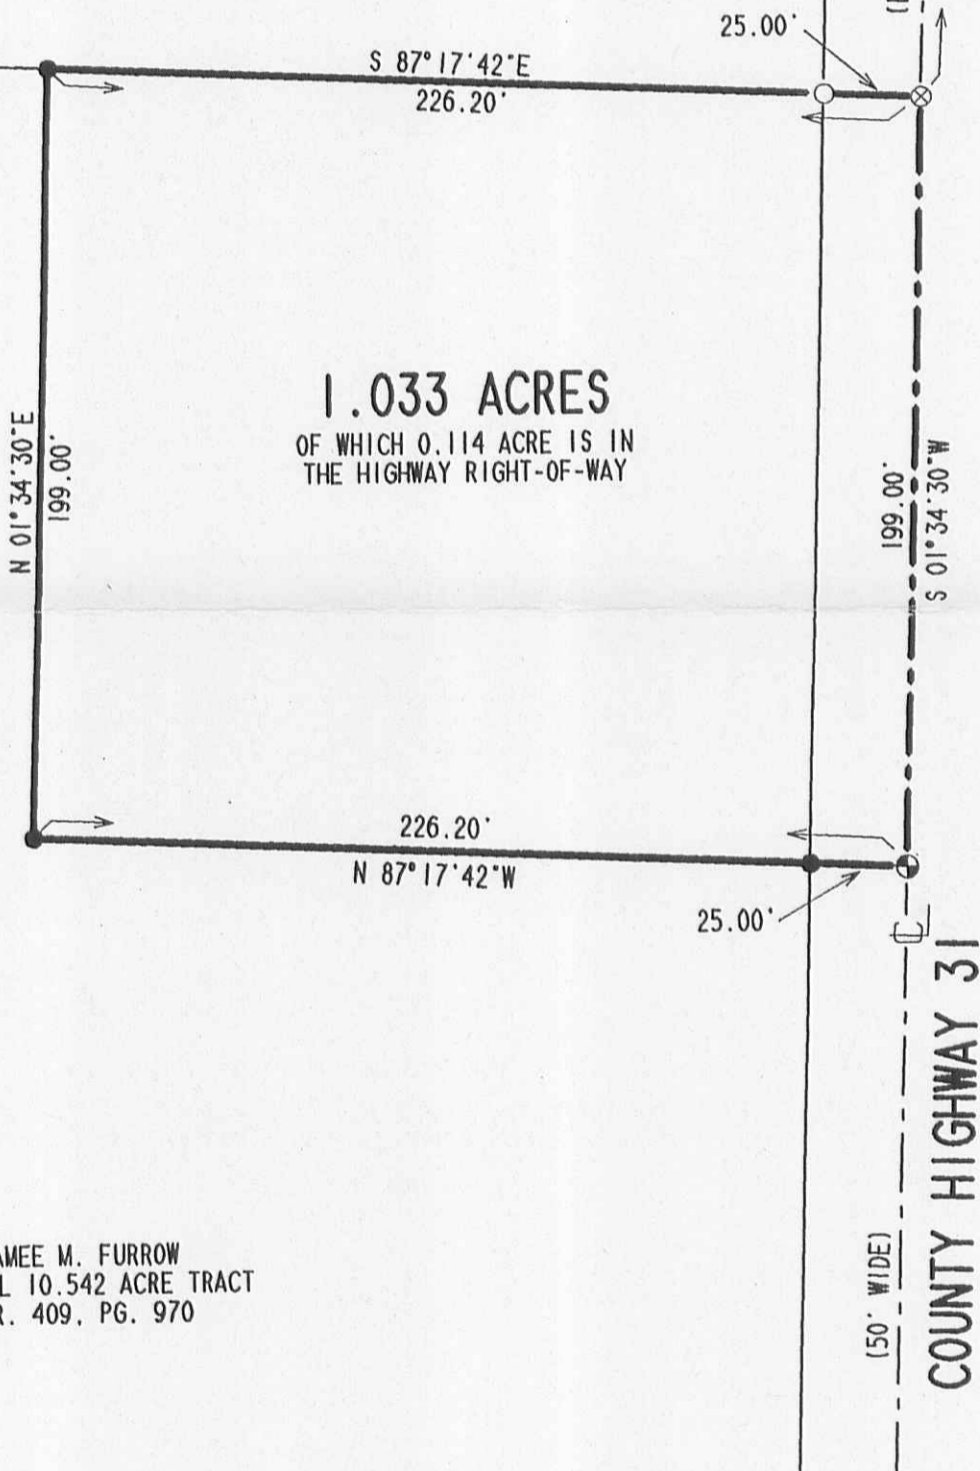 25.00'
S 87°17'42"E
226.20'
1.033 ACRES
OF WHICH 0.114 ACRE IS IN
THE HIGHWAY RIGHT-OF-WAY
N 01°34'30"E
199.00'
199.00'
S 01°34'30"W
226.20'
N 87°17'42"W
25.00'
COUNTY HIGHWAY 31
(50' WIDE)
AMEE M. FURROW
L 10.542 ACRE TRACT
R. 409, PG. 970